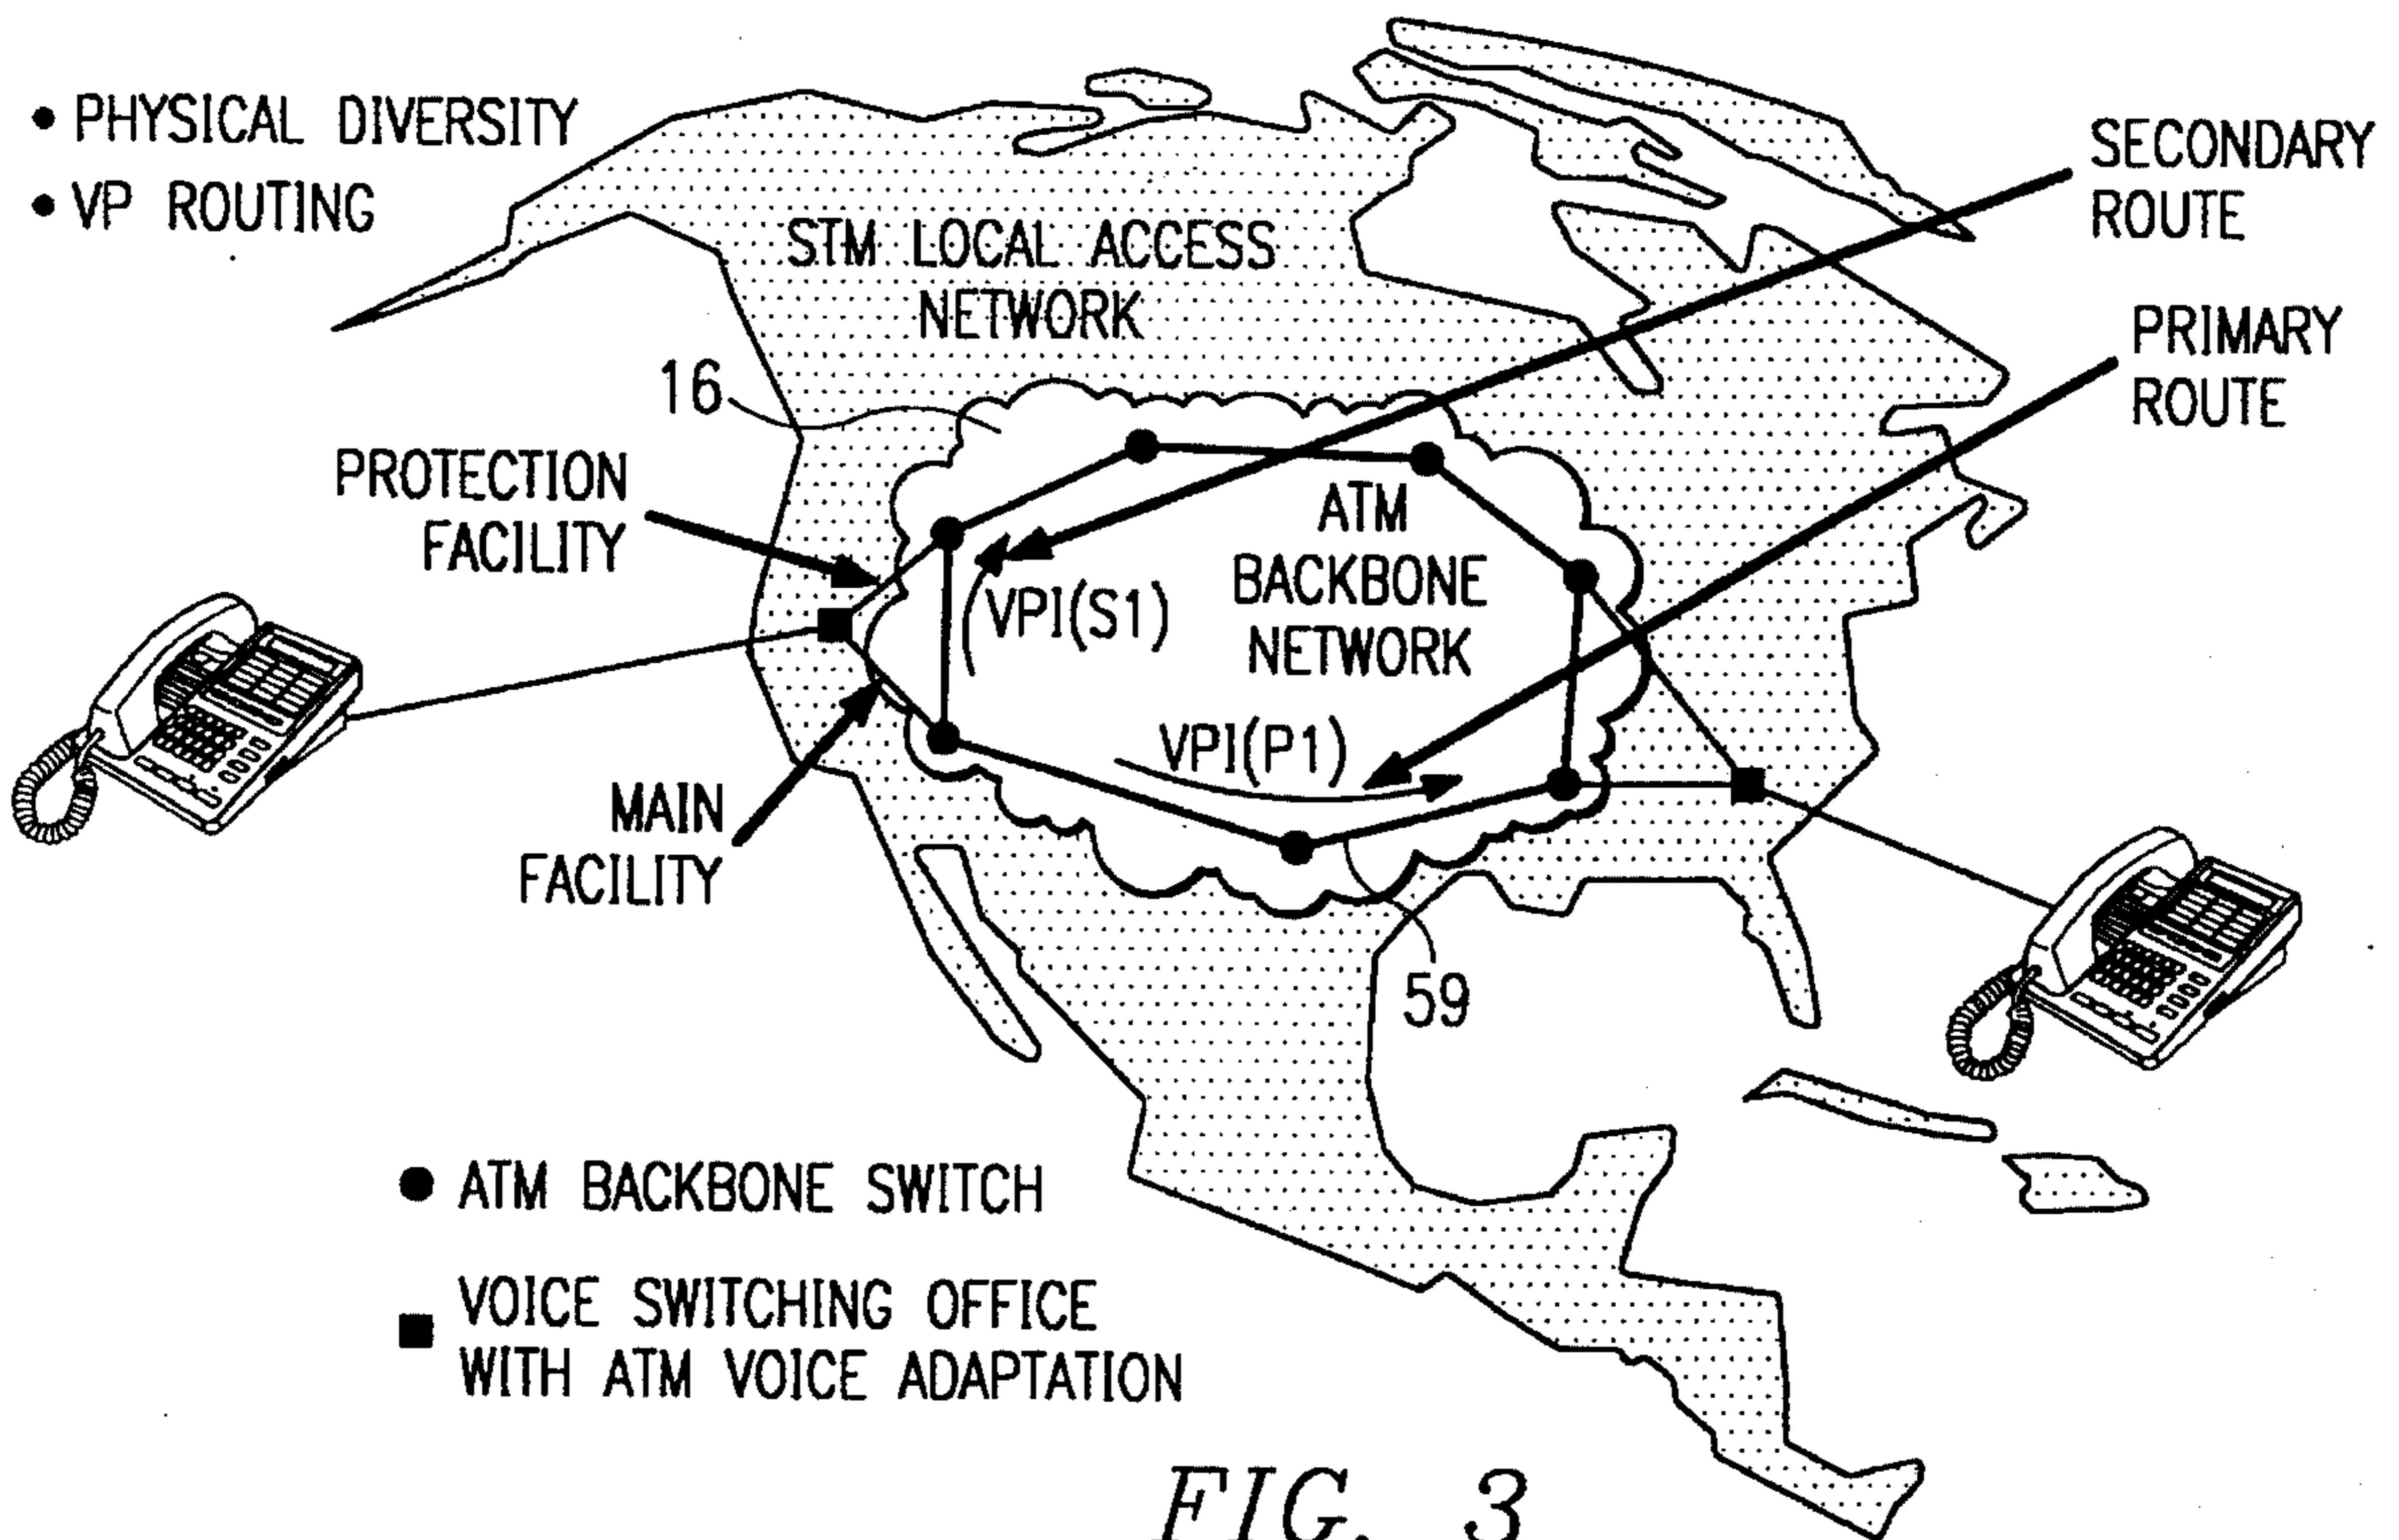 • PHYSICAL DIVERSITY
• VP ROUTING
STM LOCAL ACCESS
NETWORK
SECONDARY
ROUTE
PRIMARY
ROUTE
16
PROTECTION
FACILITY
ATM
BACKBONE
NETWORK
VPI(S1)
VPI(P1)
MAIN
FACILITY
59
ATM BACKBONE SWITCH
VOICE SWITCHING OFFICE
WITH ATM VOICE ADAPTATION
FIG. 3